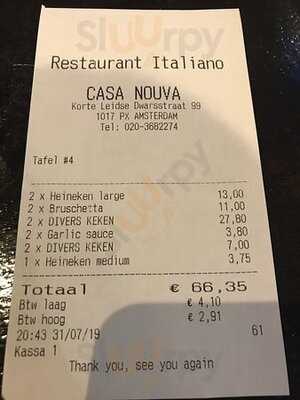 Sluurpy
Restaurant Italiano
CASA NOUVA
Korte Leidse Dwarsstraat 99
1017 PX AMSTERDAM
Tel: 020-3682274
Tafel #4
2 x Heineken large 13,00
2 x Bruschetta 11,00
2 x DIVERS KEKEN 27,80
2 x Garlic sauce 3,80
2 x DIVERS KEKEN 7,00
1 x Heineken medium 3,75
Totaal € 66,35
Btw laag € 4,10
Btw hoog € 2,91
20:43 31/07/19 61
Kassa 1
Thank you, see you again
Sluurpy
Sluurpy